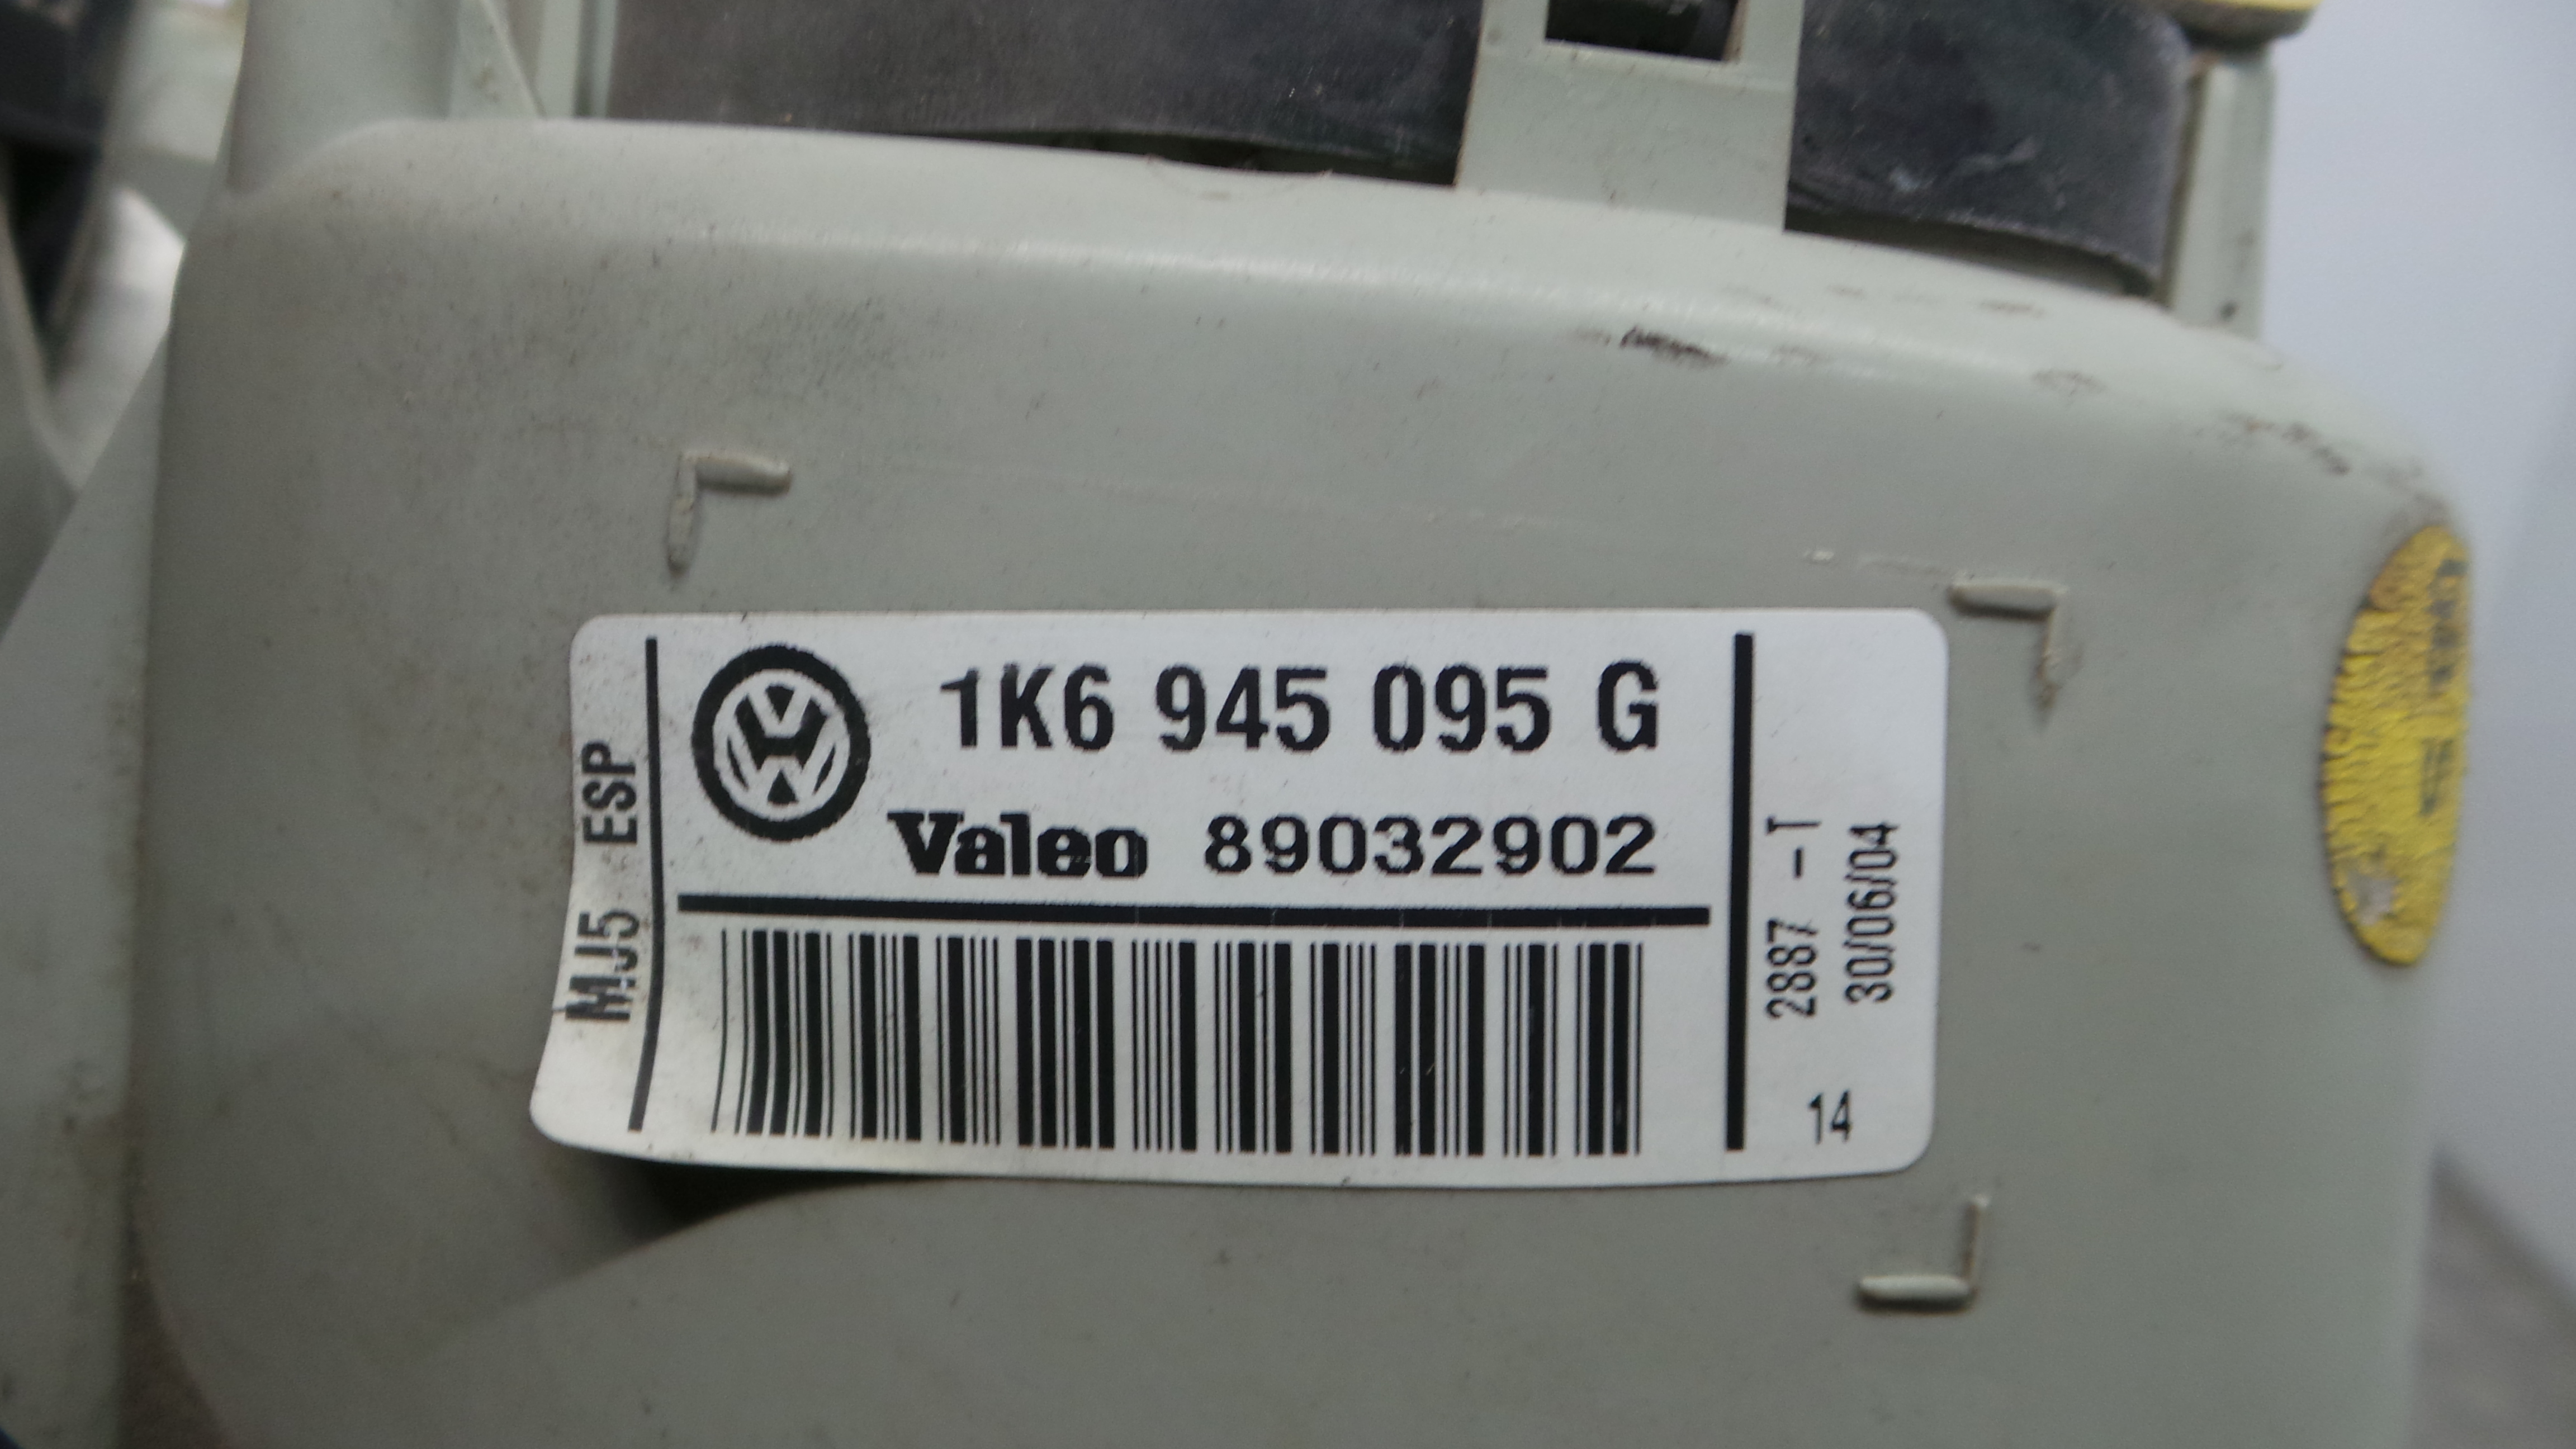 1K6 945 095 G
Valeo 89032902
MJ5 ESP
2887 -T
30/06/04
14